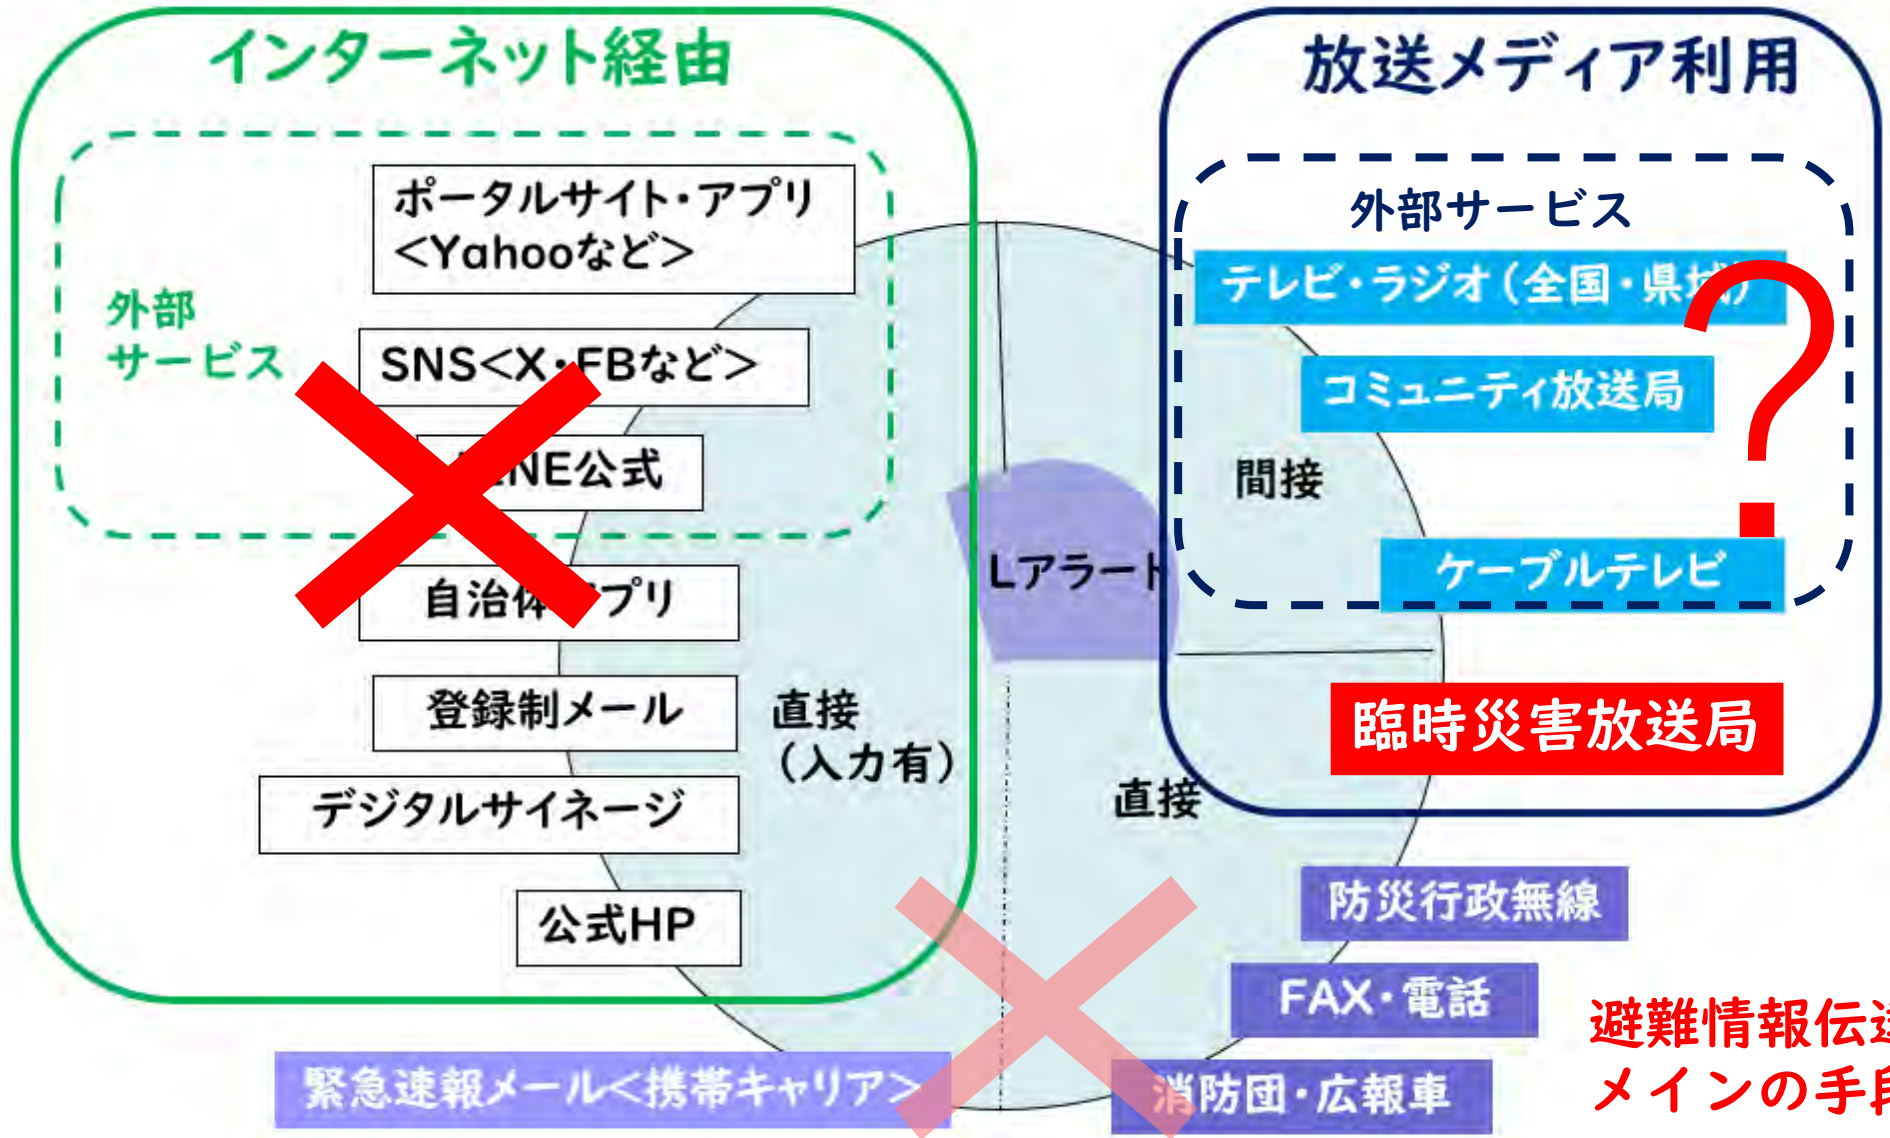 インターネット経由
放送メディア利用
ポータルサイト・アプリ
<Yahooなど>
外部
サービス
SNS<X・FBなど>
公式
自治体
プリ
登録制メール
デジタルサイネージ
公式HP
直接
(入力有)
緊急速報メール<携帯キャリア>
Lアラート
外部サービス
テレビ・ラジオ(全国・県域)
コミュニティ放送局
間接
ケーブルテレビ
?
臨時災害放送局
直接
防災行政無線
FAX・電話
消防団・広報車
避難情報伝達
メインの手段